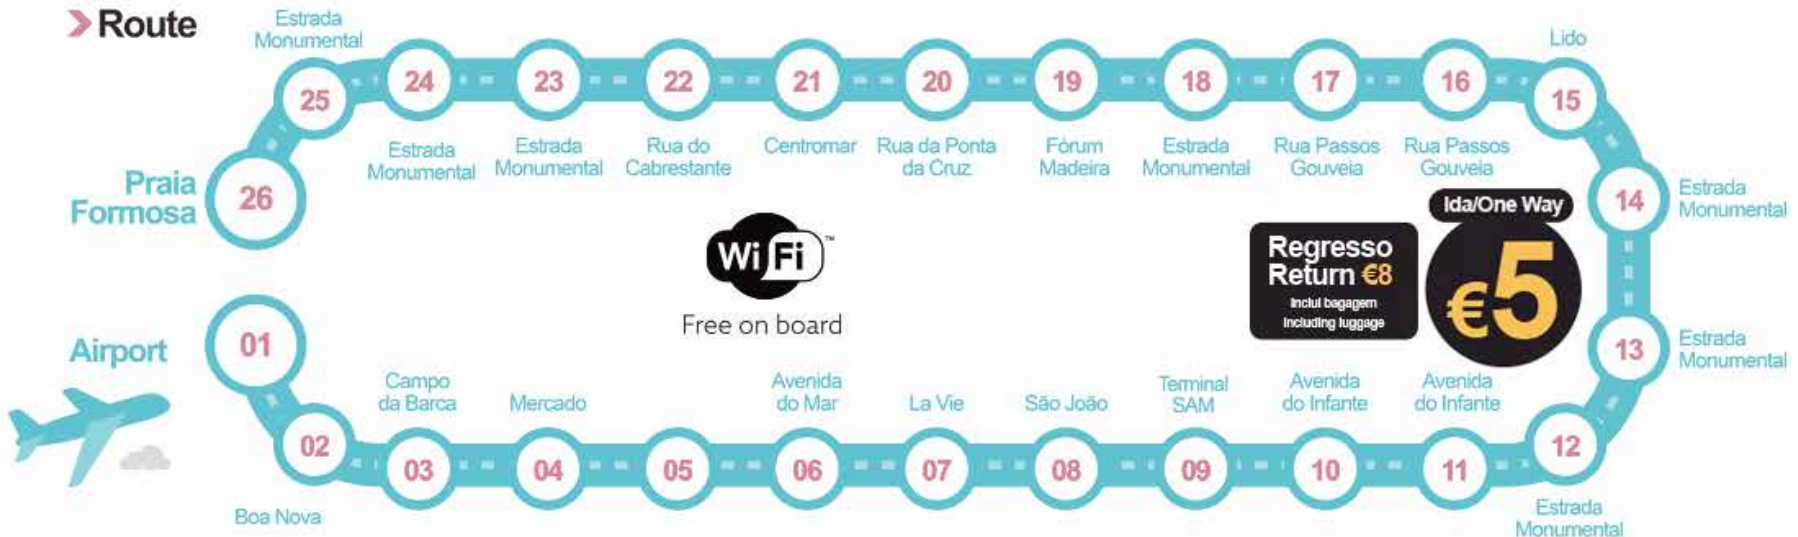 Route
Estrada
Monumental
25
24
23
22
21
20
19
18
17
16
Lido
15
Estrada
Monumental
Estrada
Monumental
Rua do
Cabrestante
Centromar
Rua da Ponta
da Cruz
Fórum
Madeira
Estrada
Monumental
Rua Passos
Gouveia
Rua Passos
Gouveia
Praia
Formosa
26
14
Estrada
Monumental
WiFi™
Free on board
Regresso
Return €8
Inclui bagagem
Including luggage
Ida/One Way
€5
Airport
01
13
Estrada
Monumental
02
Boa Nova
Campo
da Barca
03
Mercado
04
05
Avenida
do Mar
06
La Vie
07
São João
08
Terminal
SAM
09
Avenida
do Infante
10
Avenida
do Infante
11
12
Estrada
Monumental